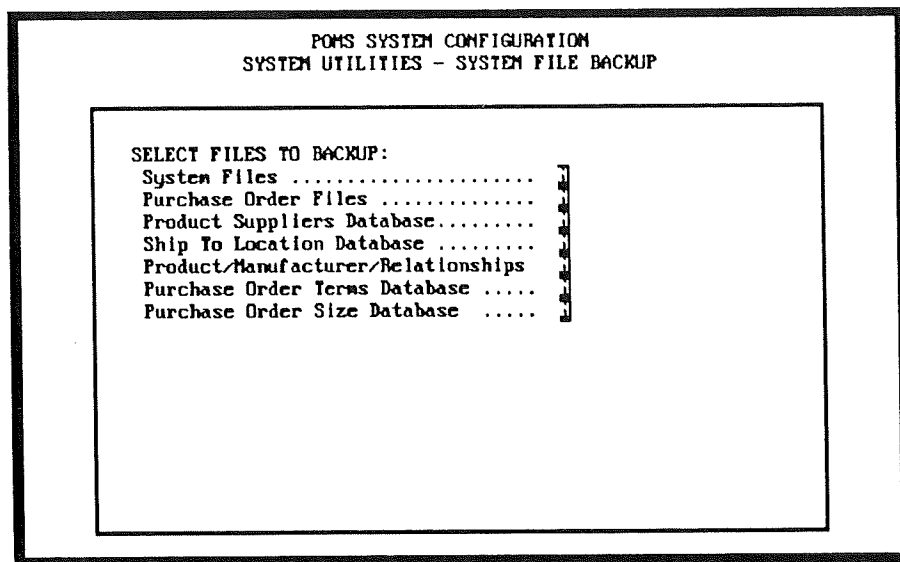 POMS SYSTEM CONFIGURATION
SYSTEM UTILITIES - SYSTEM FILE BACKUP
SELECT FILES TO BACKUP:
System Files ......................
Purchase Order Files ..............
Product Suppliers Database.........
Ship To Location Database .........
Product/Manufacturer/Relationships
Purchase Order Terms Database .....
Purchase Order Size Database .....